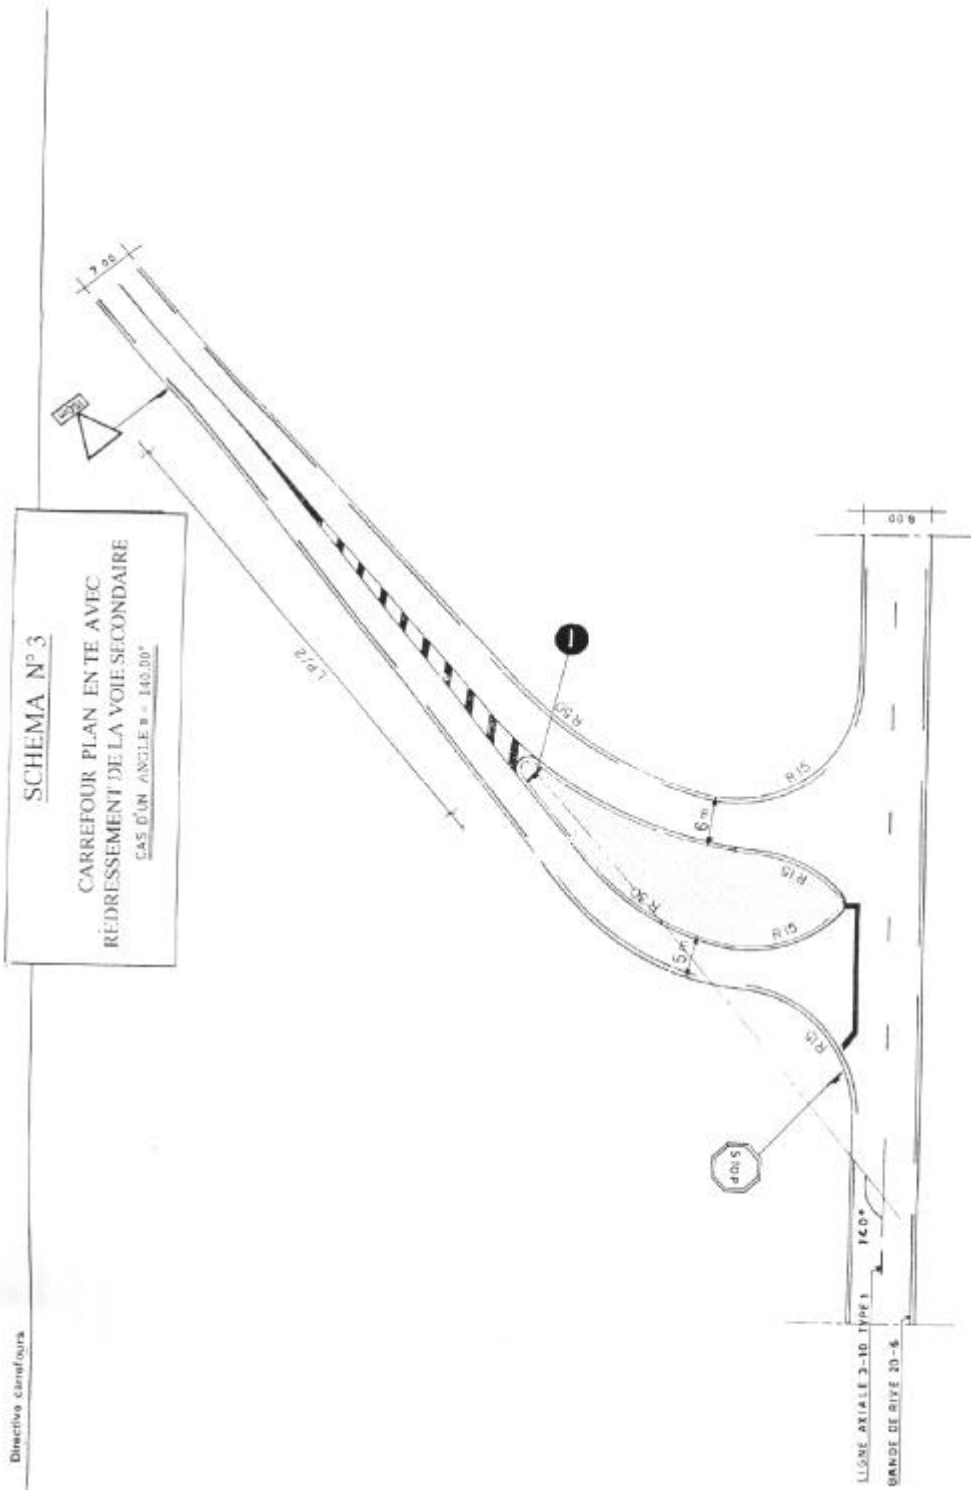 Directive carrefours
SCHEMA N° 3
CARREFOUR PLAN EN TE AVEC
REDRESSEMENT DE LA VOIE SECONDAIRE
CAS D'UN ANGLE θ = 140.00°
150m
7.00
LP/2
R 50
R 15
6m
R 15
R 30
R 15
5m
R15
STOP
8.00
140°
LIGNE AXIALE 3-10 TYPE 1
BANDE DE RIVE 20-6